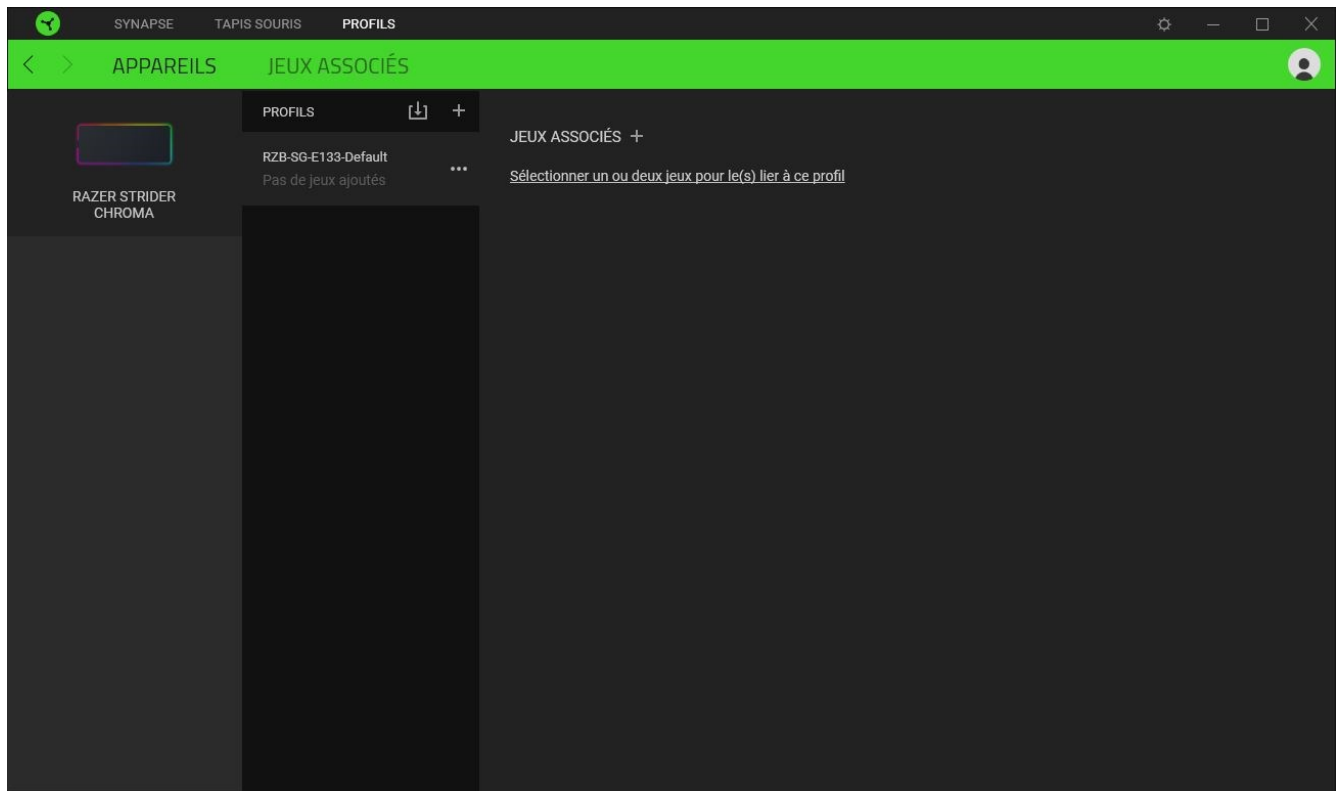 SYNAPSE TAPIS SOURIS PROFILS
APPAREILS JEUX ASSOCIÉS
RAZER STRIDER
CHROMA
PROFILS
RZB-SG-E133-Default
Pas de jeux ajoutés
JEUX ASSOCIÉS
Sélectionner un ou deux jeux pour le(s) lier à ce profil